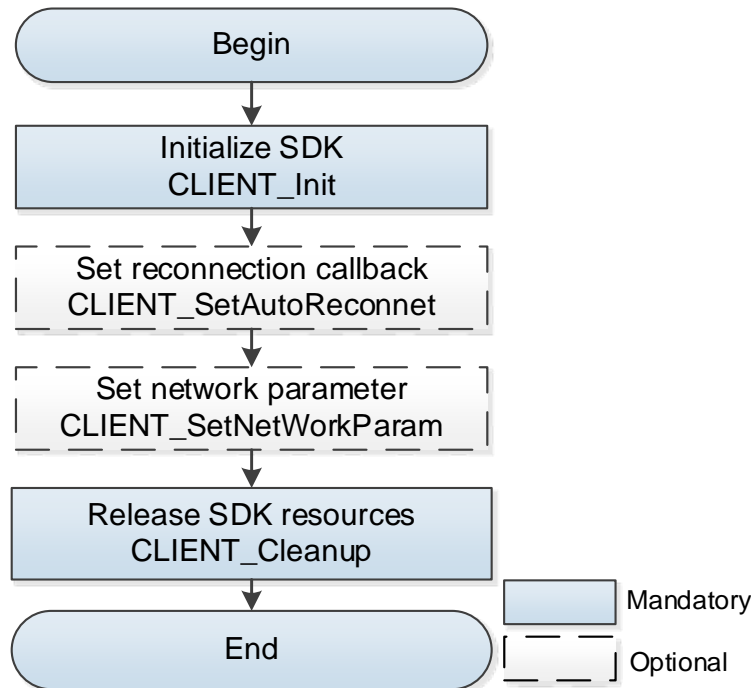 Begin
Initialize SDK
CLIENT_Init
Set reconnection callback
CLIENT_SetAutoReconnet
Set network parameter
CLIENT_SetNetWorkParam
Release SDK resources
CLIENT_Cleanup
End
Mandatory
Optional